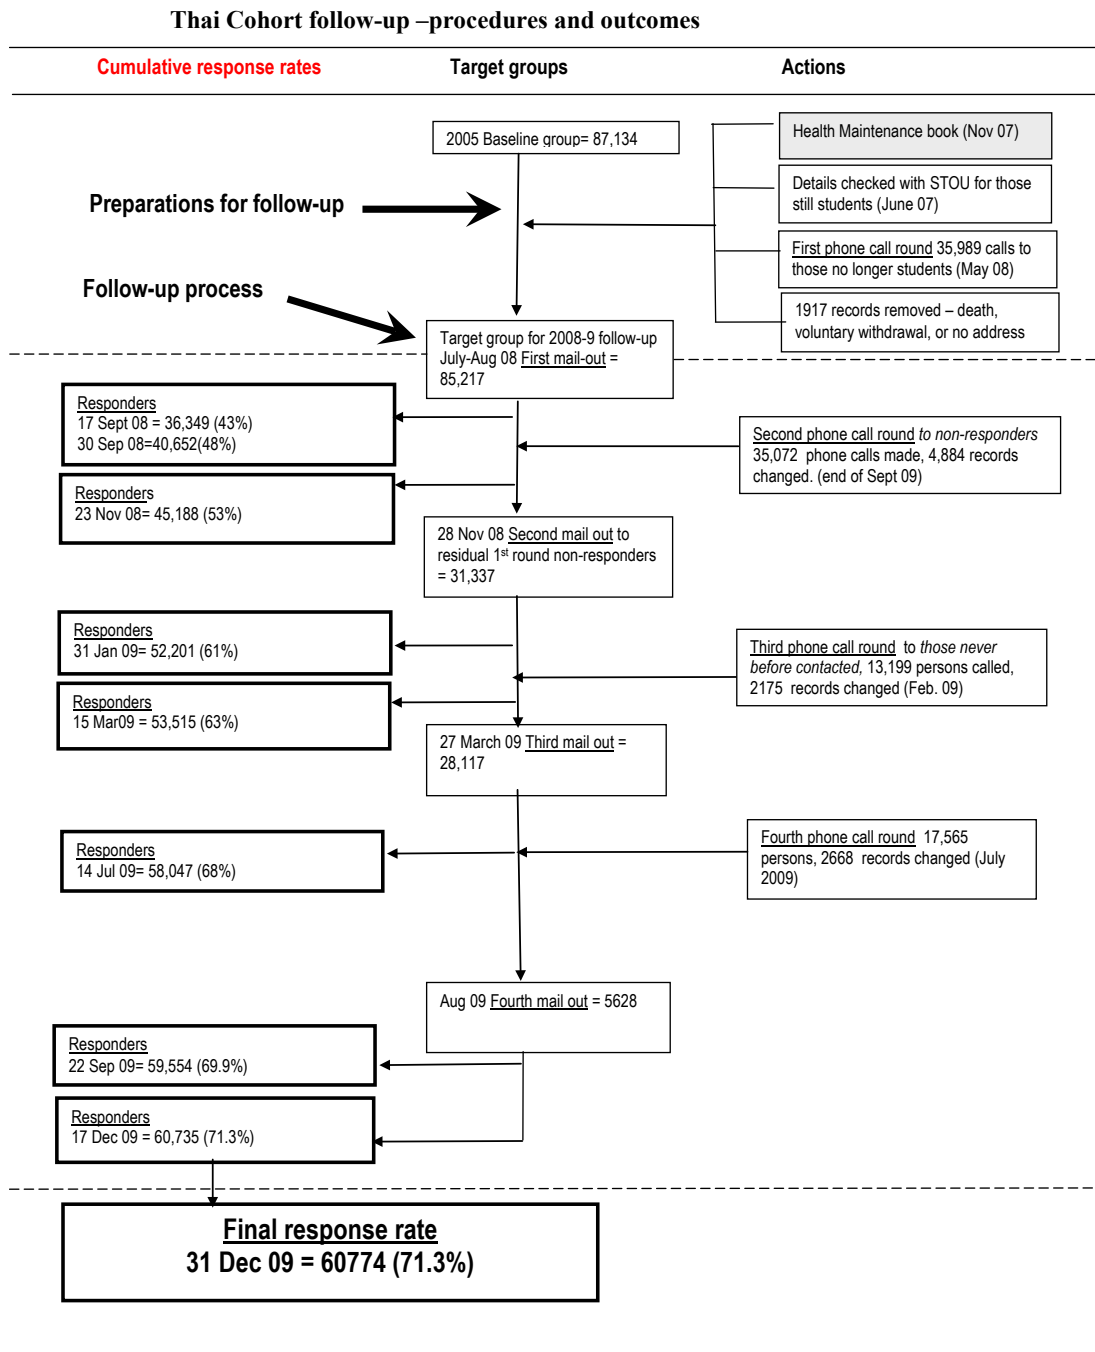 Thai Cohort follow-up –procedures and outcomes
Cumulative response rates
Target groups
Actions
2005 Baseline group= 87,134
Health Maintenance book (Nov 07)
Details checked with STOU for those
still students (June 07)
Preparations for follow-up
First phone call round 35,989 calls to
those no longer students (May 08)
Follow-up process
1917 records removed – death,
voluntary withdrawal, or no address
Target group for 2008-9 follow-up
July-Aug 08 First mail-out =
85,217
Responders
17 Sept 08 = 36,349 (43%)
30 Sep 08=40,652(48%)
Second phone call round to non-responders
35,072 phone calls made, 4,884 records
changed. (end of Sept 09)
Responders
23 Nov 08= 45,188 (53%)
28 Nov 08 Second mail out to
residual 1st round non-responders
= 31,337
Responders
31 Jan 09= 52,201 (61%)
Third phone call round to those never
before contacted, 13,199 persons called,
2175 records changed (Feb. 09)
Responders
15 Mar09 = 53,515 (63%)
27 March 09 Third mail out =
28,117
Responders
14 Jul 09= 58,047 (68%)
Fourth phone call round 17,565
persons, 2668 records changed (July
2009)
Aug 09 Fourth mail out = 5628
Responders
22 Sep 09= 59,554 (69.9%)
Responders
17 Dec 09 = 60,735 (71.3%)
Final response rate
31 Dec 09 = 60774 (71.3%)